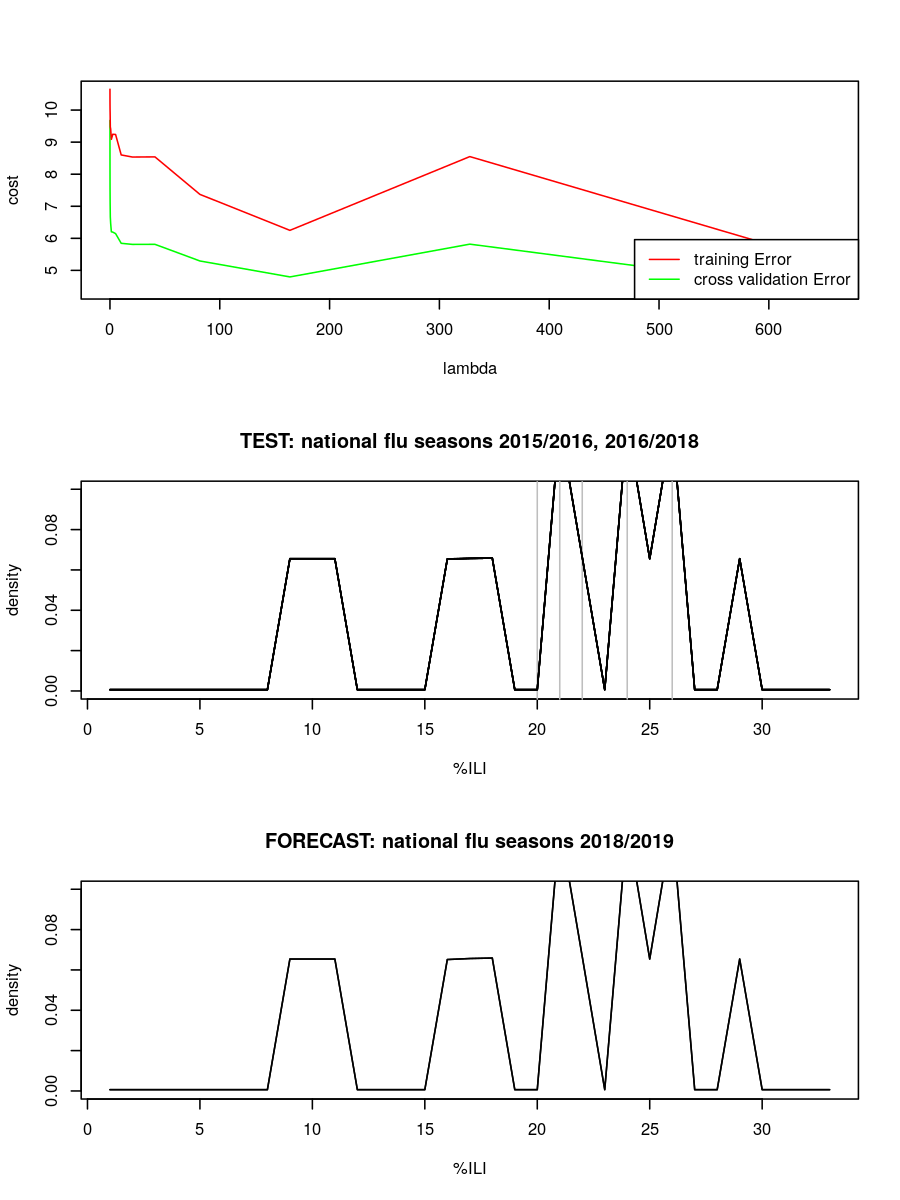 cost
5
6
7
8
9
10
training Error
cross validation Error
0 100 200 300 400 500 600
lambda
TEST: national flu seasons 2015/2016, 2016/2018
density
0.00 0.04 0.08
0 5 10 15 20 25 30
%ILI
FORECAST: national flu seasons 2018/2019
density
0.00 0.04 0.08
0 5 10 15 20 25 30
%ILI